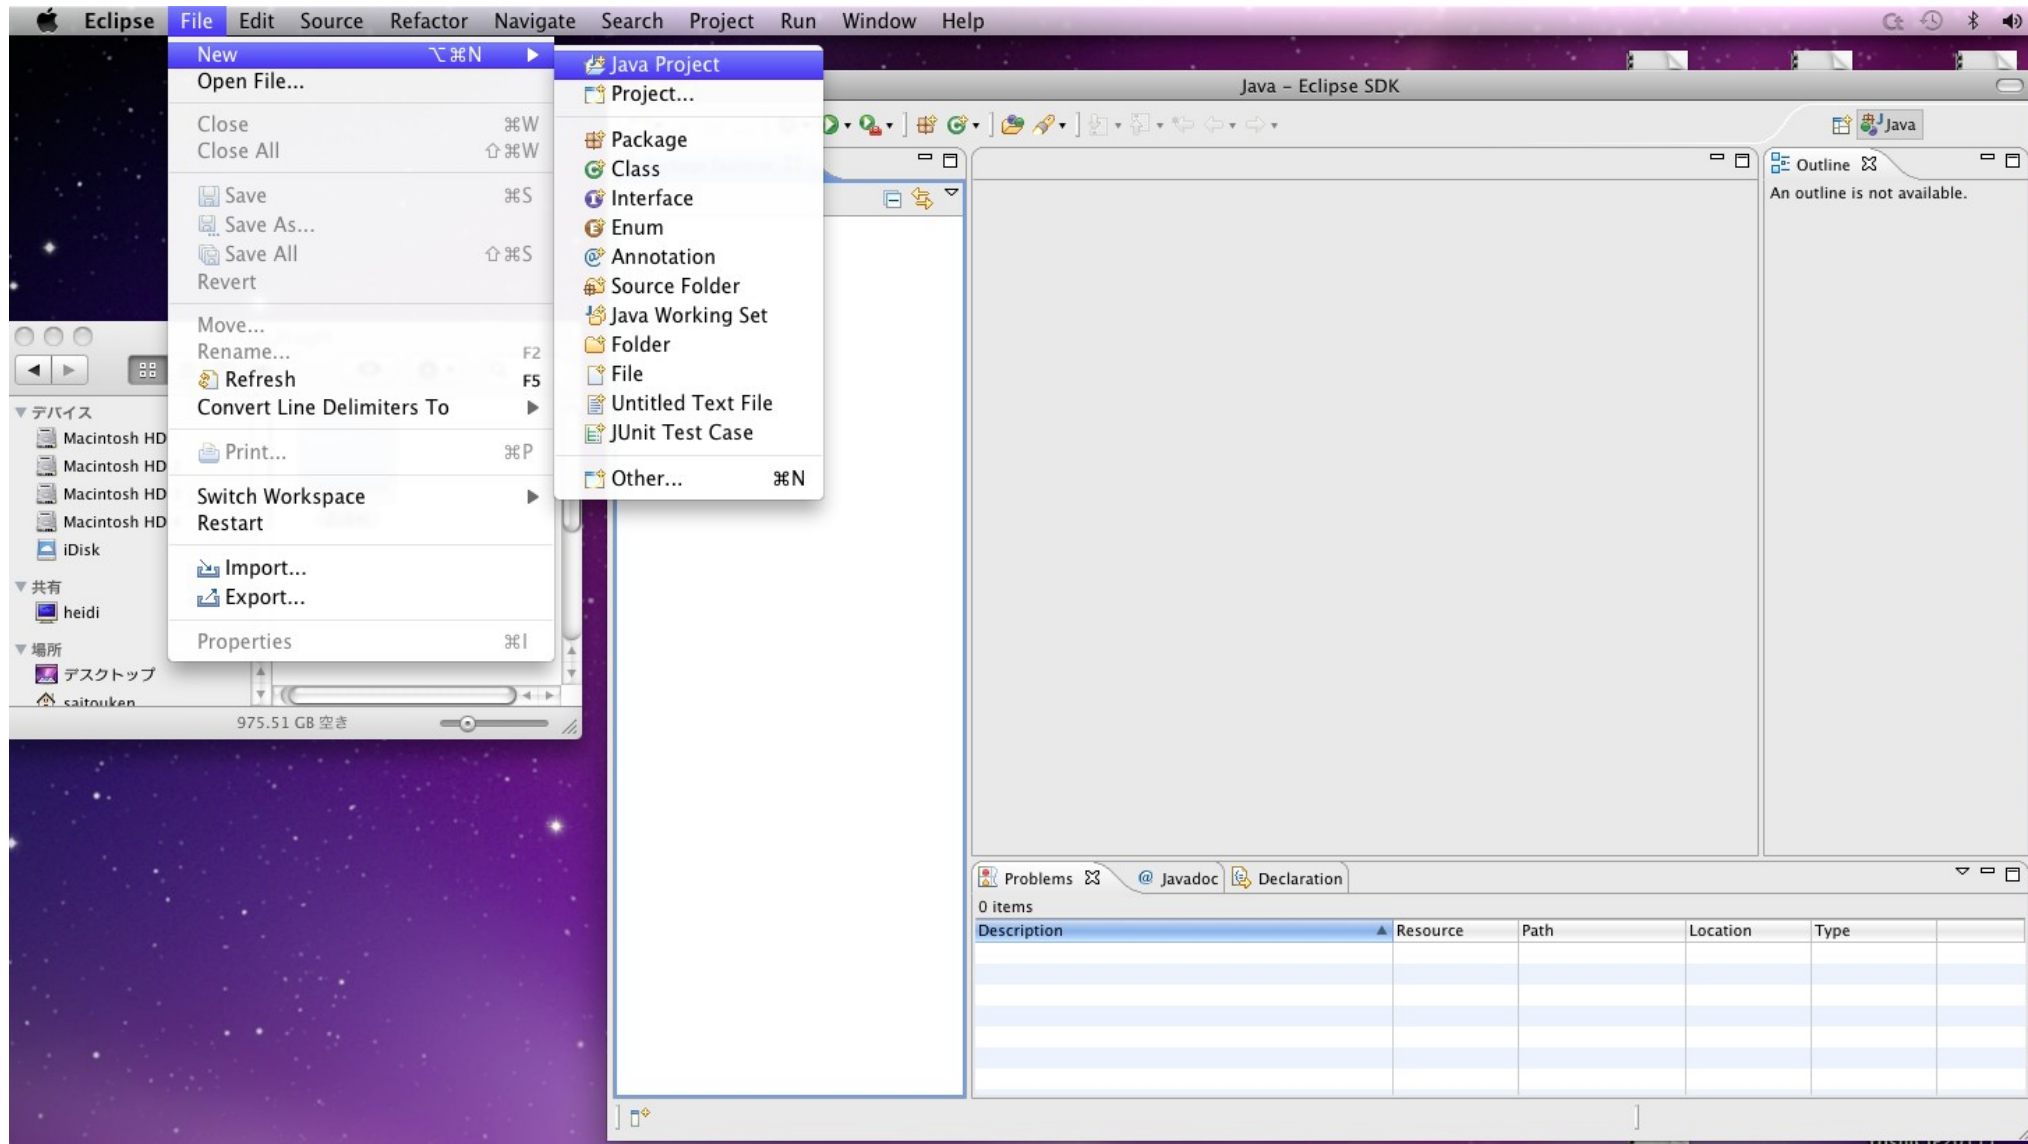 Eclipse File Edit Source Refactor Navigate Search Project Run Window Help
New ⌥⌘N ▶
Open File...
Close ⌘W
Close All ⇧⌘W
Save ⌘S
Save As...
Save All ⇧⌘S
Revert
Move...
Rename... F2
Refresh F5
Convert Line Delimiters To ▶
Print... ⌘P
Switch Workspace ▶
Restart
Import...
Export...
Properties ⌘I
Java Project
Project...
Package
Class
Interface
Enum
Annotation
Source Folder
Java Working Set
Folder
File
Untitled Text File
JUnit Test Case
Other... ⌘N
Java – Eclipse SDK
Java
Outline
An outline is not available.
デバイス
Macintosh HD
Macintosh HD
Macintosh HD
Macintosh HD
iDisk
共有
heidi
場所
デスクトップ
saitouken
975.51 GB 空き
Problems @ Javadoc Declaration
0 items
Description Resource Path Location Type